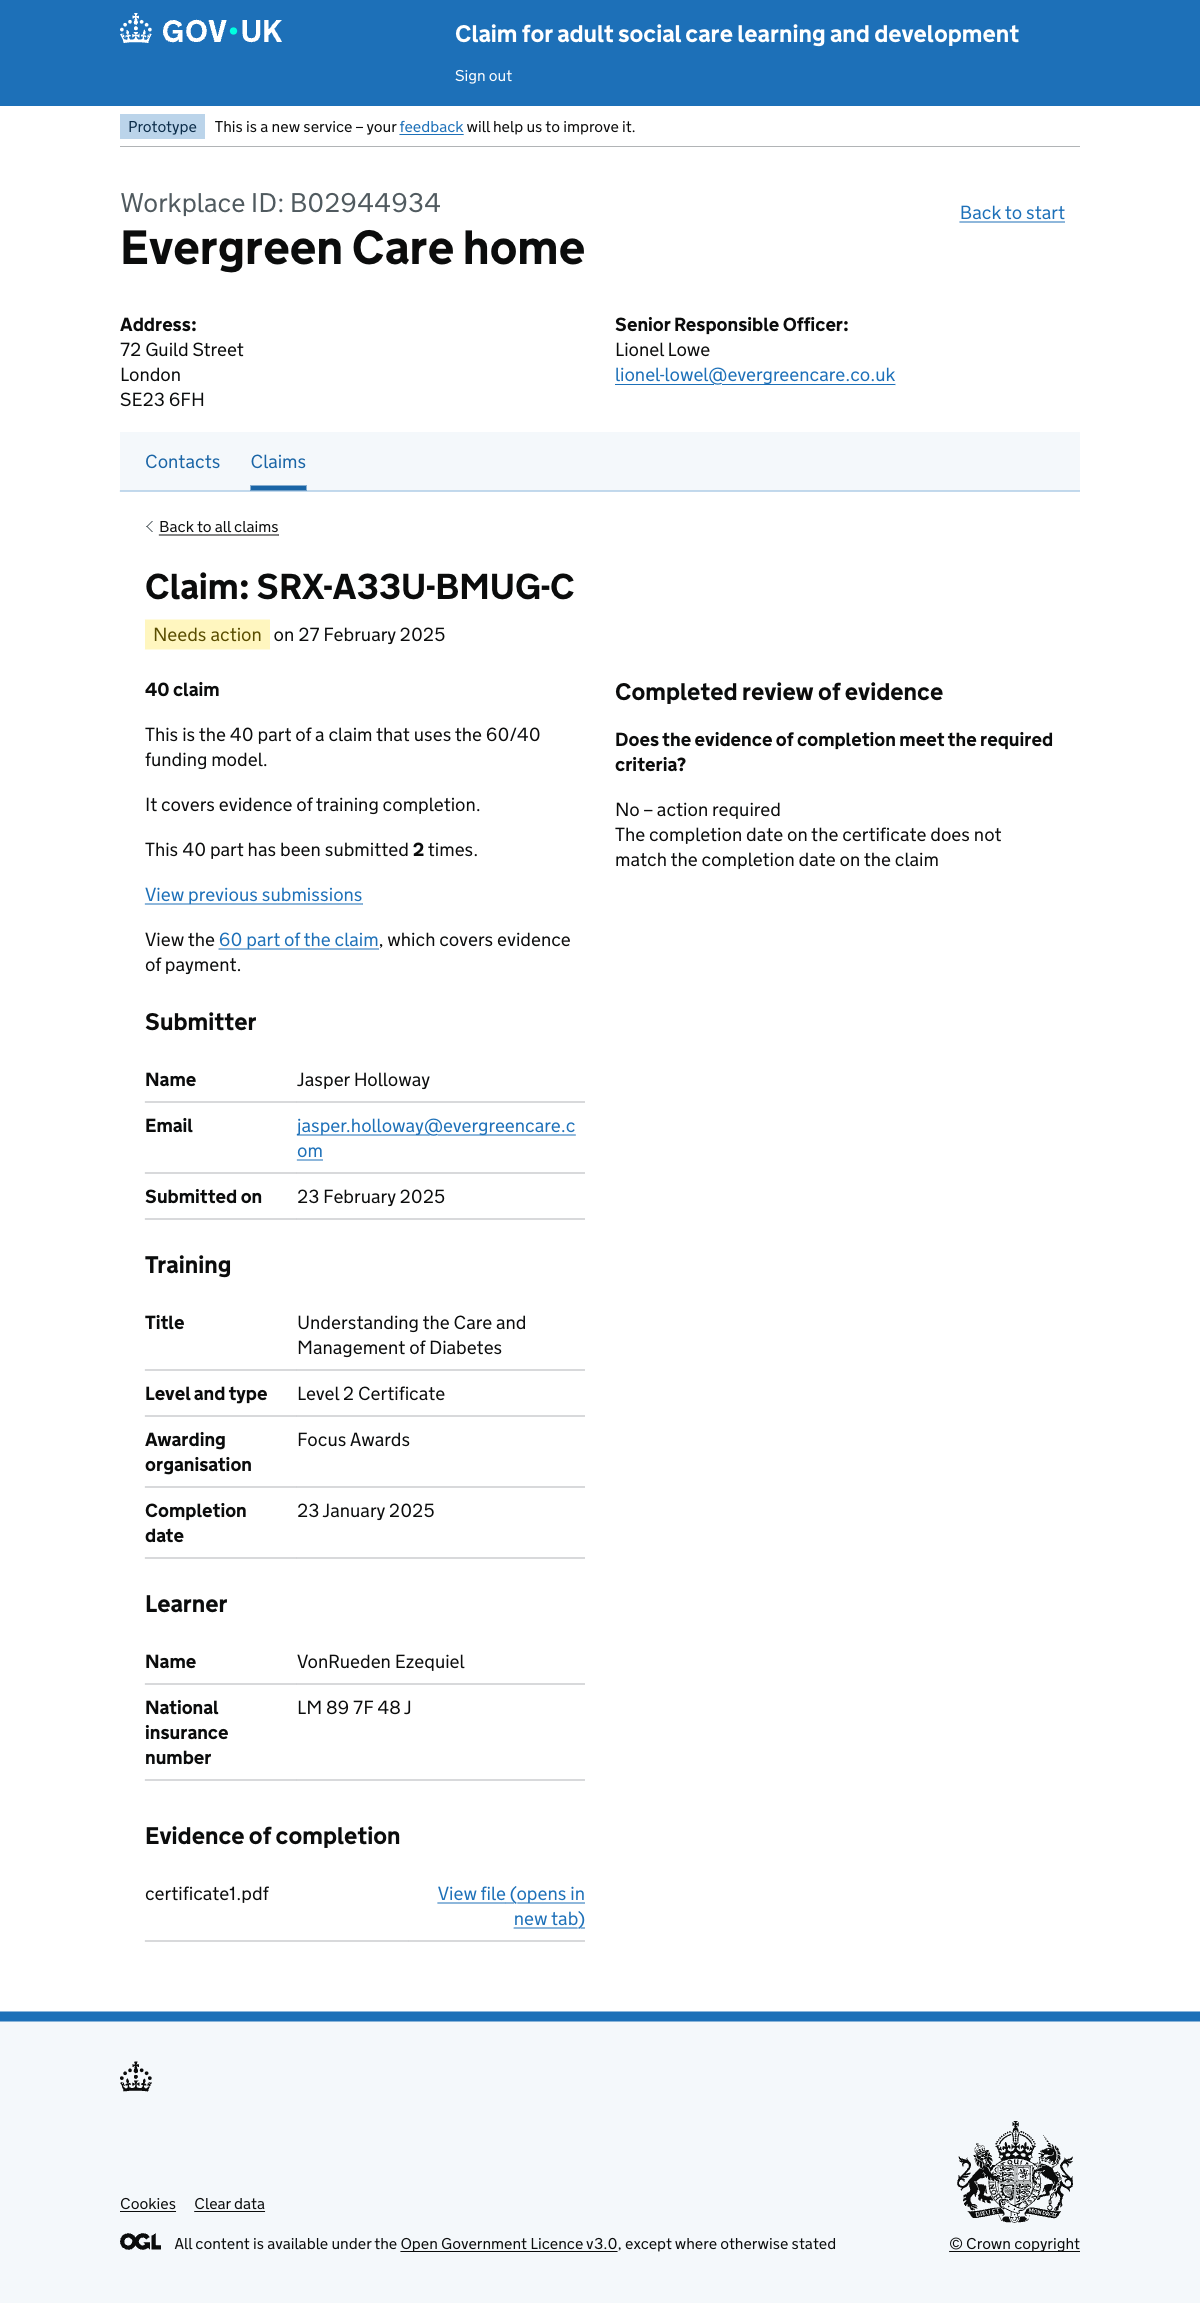 GOV·UK
Claim for adult social care learning and development
Sign out
Prototype This is a new service – your feedback will help us to improve it.
Workplace ID: B02944934
Evergreen Care home
Back to start
Address:
72 Guild Street
London
SE23 6FH
Senior Responsible Officer:
Lionel Lowe
lionel-lowel@evergreencare.co.uk
Contacts Claims
Back to all claims
Claim: SRX-A33U-BMUG-C
Needs action on 27 February 2025
40 claim
This is the 40 part of a claim that uses the 60/40
funding model.
It covers evidence of training completion.
This 40 part has been submitted 2 times.
View previous submissions
View the 60 part of the claim, which covers evidence
of payment.
Completed review of evidence
Does the evidence of completion meet the required
criteria?
No – action required
The completion date on the certificate does not
match the completion date on the claim
Submitter
Name Jasper Holloway
Email jasper.holloway@evergreencare.c
om
Submitted on 23 February 2025
Training
Title Understanding the Care and
Management of Diabetes
Level and type Level 2 Certificate
Awarding
organisation Focus Awards
Completion
date 23 January 2025
Learner
Name VonRueden Ezequiel
National
insurance
number LM 89 7F 48 J
Evidence of completion
certificate1.pdf View file (opens in
new tab)
Cookies Clear data
OGL All content is available under the Open Government Licence v3.0, except where otherwise stated
© Crown copyright